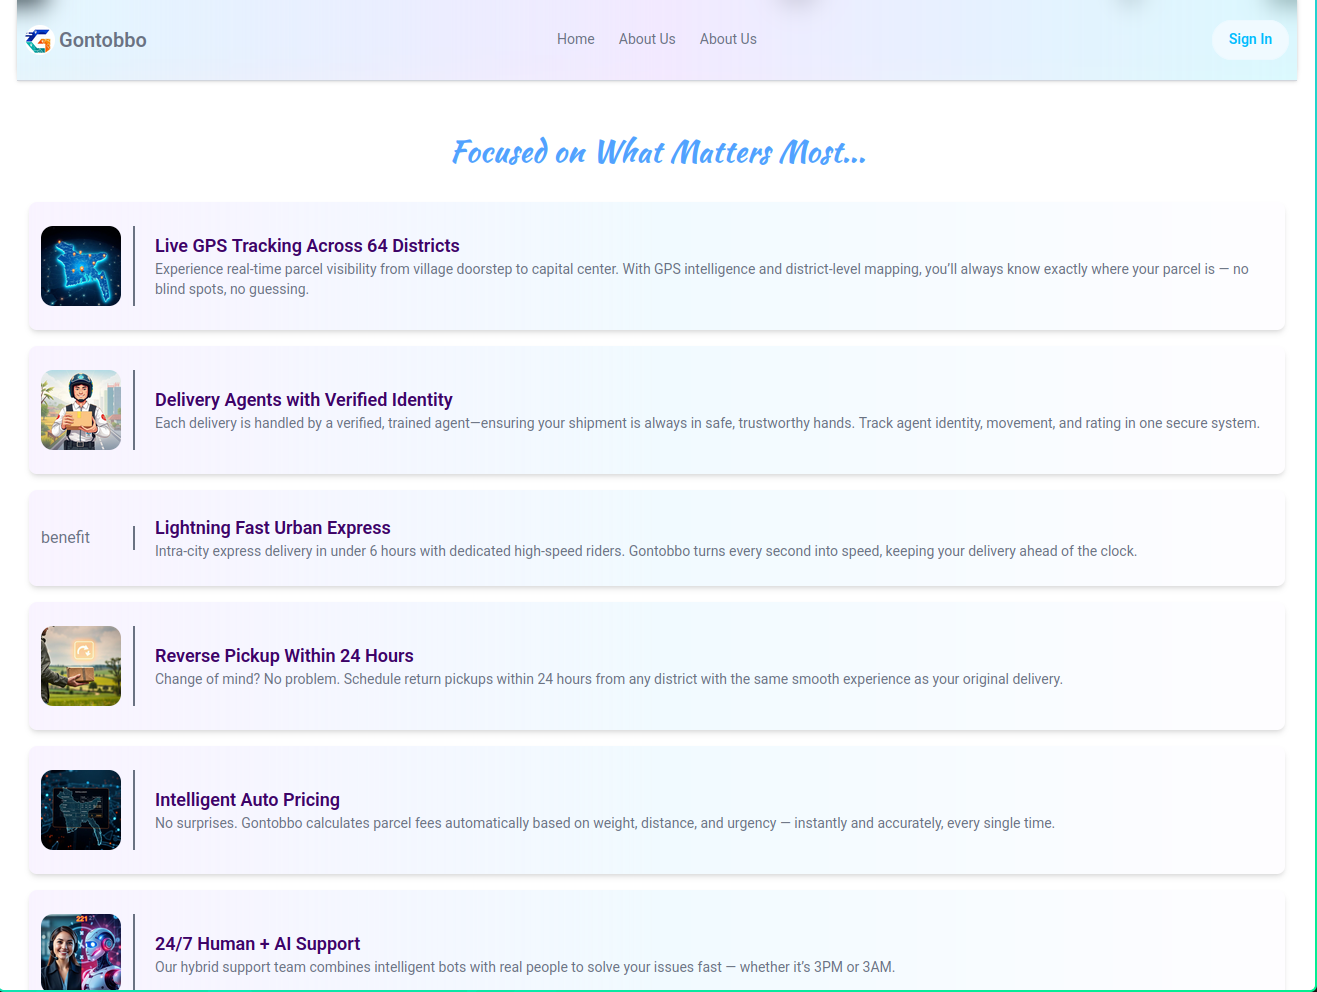 Gontobbo
Home
About Us
About Us
Sign In
Focused on What Matters Most...
Live GPS Tracking Across 64 Districts
Experience real-time parcel visibility from village doorstep to capital center. With GPS intelligence and district-level mapping, you’ll always know exactly where your parcel is — no
blind spots, no guessing.
Delivery Agents with Verified Identity
Each delivery is handled by a verified, trained agent—ensuring your shipment is always in safe, trustworthy hands. Track agent identity, movement, and rating in one secure system.
benefit
Lightning Fast Urban Express
Intra-city express delivery in under 6 hours with dedicated high-speed riders. Gontobbo turns every second into speed, keeping your delivery ahead of the clock.
Reverse Pickup Within 24 Hours
Change of mind? No problem. Schedule return pickups within 24 hours from any district with the same smooth experience as your original delivery.
Intelligent Auto Pricing
No surprises. Gontobbo calculates parcel fees automatically based on weight, distance, and urgency — instantly and accurately, every single time.
221
24/7 Human + AI Support
Our hybrid support team combines intelligent bots with real people to solve your issues fast — whether it’s 3PM or 3AM.